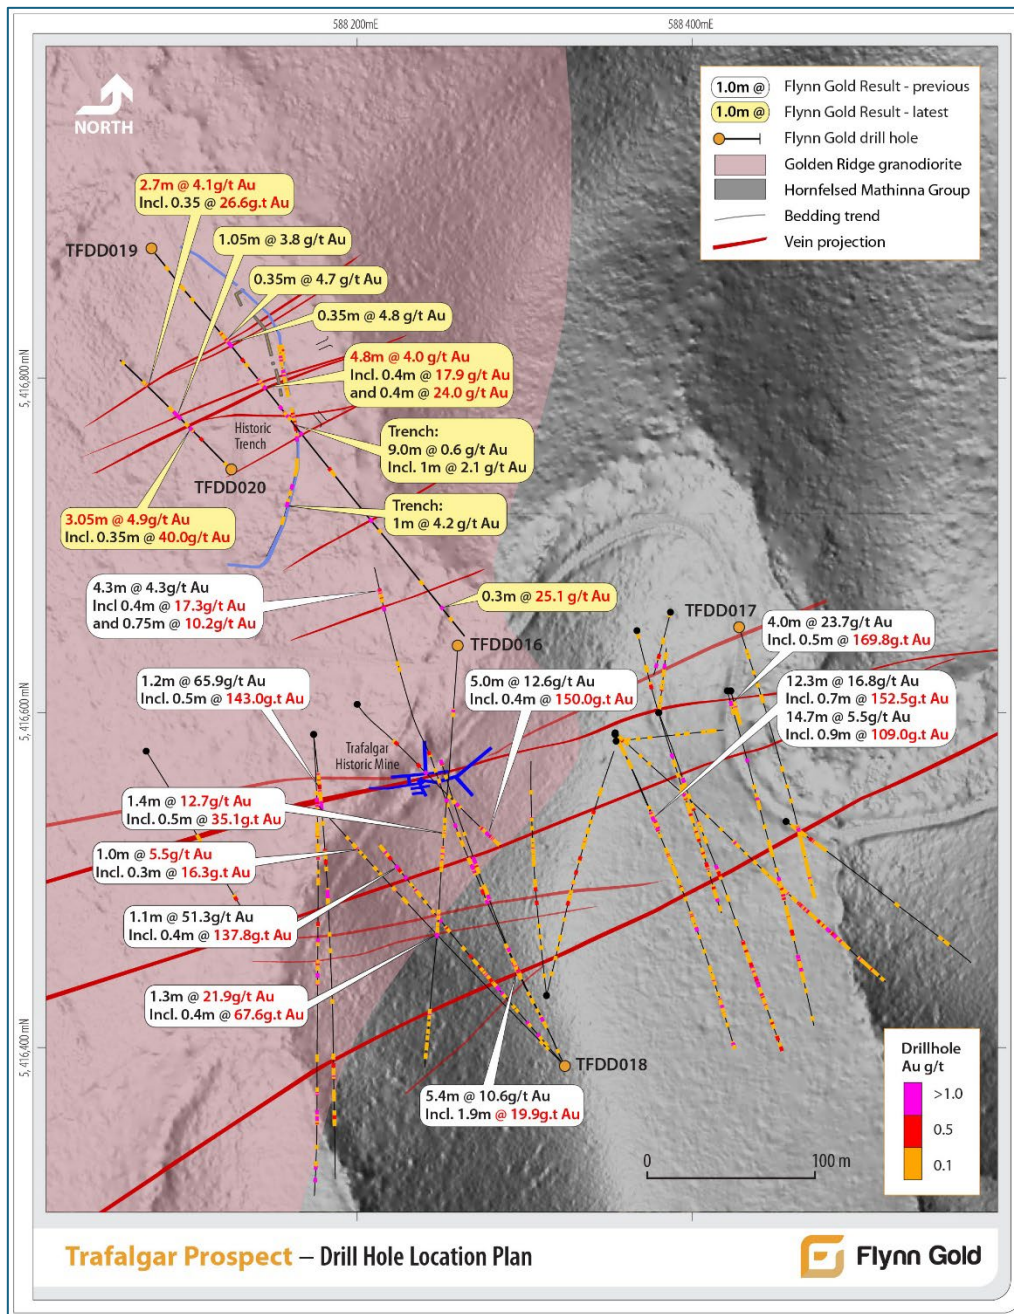 588 200mE
588 400mE
NORTH
1.0m @ Flynn Gold Result - previous
1.0m @ Flynn Gold Result - latest
Flynn Gold drill hole
Golden Ridge granodiorite
Hornfelsed Mathinna Group
Bedding trend
Vein projection
2.7m @ 4.1g/t Au
Incl. 0.35 @ 26.6g.t Au
TFDD019
1.05m @ 3.8 g/t Au
0.35m @ 4.7 g/t Au
0.35m @ 4.8 g/t Au
4.8m @ 4.0 g/t Au
Incl. 0.4m @ 17.9 g/t Au
and 0.4m @ 24.0 g/t Au
5, 416,800 mN
Historic
Trench
Trench:
9.0m @ 0.6 g/t Au
Incl. 1m @ 2.1 g/t Au
TFDD020
Trench:
1m @ 4.2 g/t Au
3.05m @ 4.9g/t Au
Incl. 0.35m @ 40.0g/t Au
4.3m @ 4.3g/t Au
Incl 0.4m @ 17.3g/t Au
and 0.75m @ 10.2g/t Au
0.3m @ 25.1 g/t Au
TFDD016
TFDD017
4.0m @ 23.7g/t Au
Incl. 0.5m @ 169.8g.t Au
1.2m @ 65.9g/t Au
Incl. 0.5m @ 143.0g.t Au
5.0m @ 12.6g/t Au
Incl. 0.4m @ 150.0g.t Au
12.3m @ 16.8g/t Au
Incl. 0.7m @ 152.5g.t Au
14.7m @ 5.5g/t Au
Incl. 0.9m @ 109.0g.t Au
5, 416,600 mN
Trafalgar
Historic Mine
1.4m @ 12.7g/t Au
Incl. 0.5m @ 35.1g.t Au
1.0m @ 5.5g/t Au
Incl. 0.3m @ 16.3g.t Au
1.1m @ 51.3g/t Au
Incl. 0.4m @ 137.8g.t Au
1.3m @ 21.9g/t Au
Incl. 0.4m @ 67.6g.t Au
5, 416,400 mN
TFDD018
5.4m @ 10.6g/t Au
Incl. 1.9m @ 19.9g.t Au
Drillhole
Au g/t
>1.0
0.5
0.1
0 100 m
Trafalgar Prospect – Drill Hole Location Plan
Flynn Gold